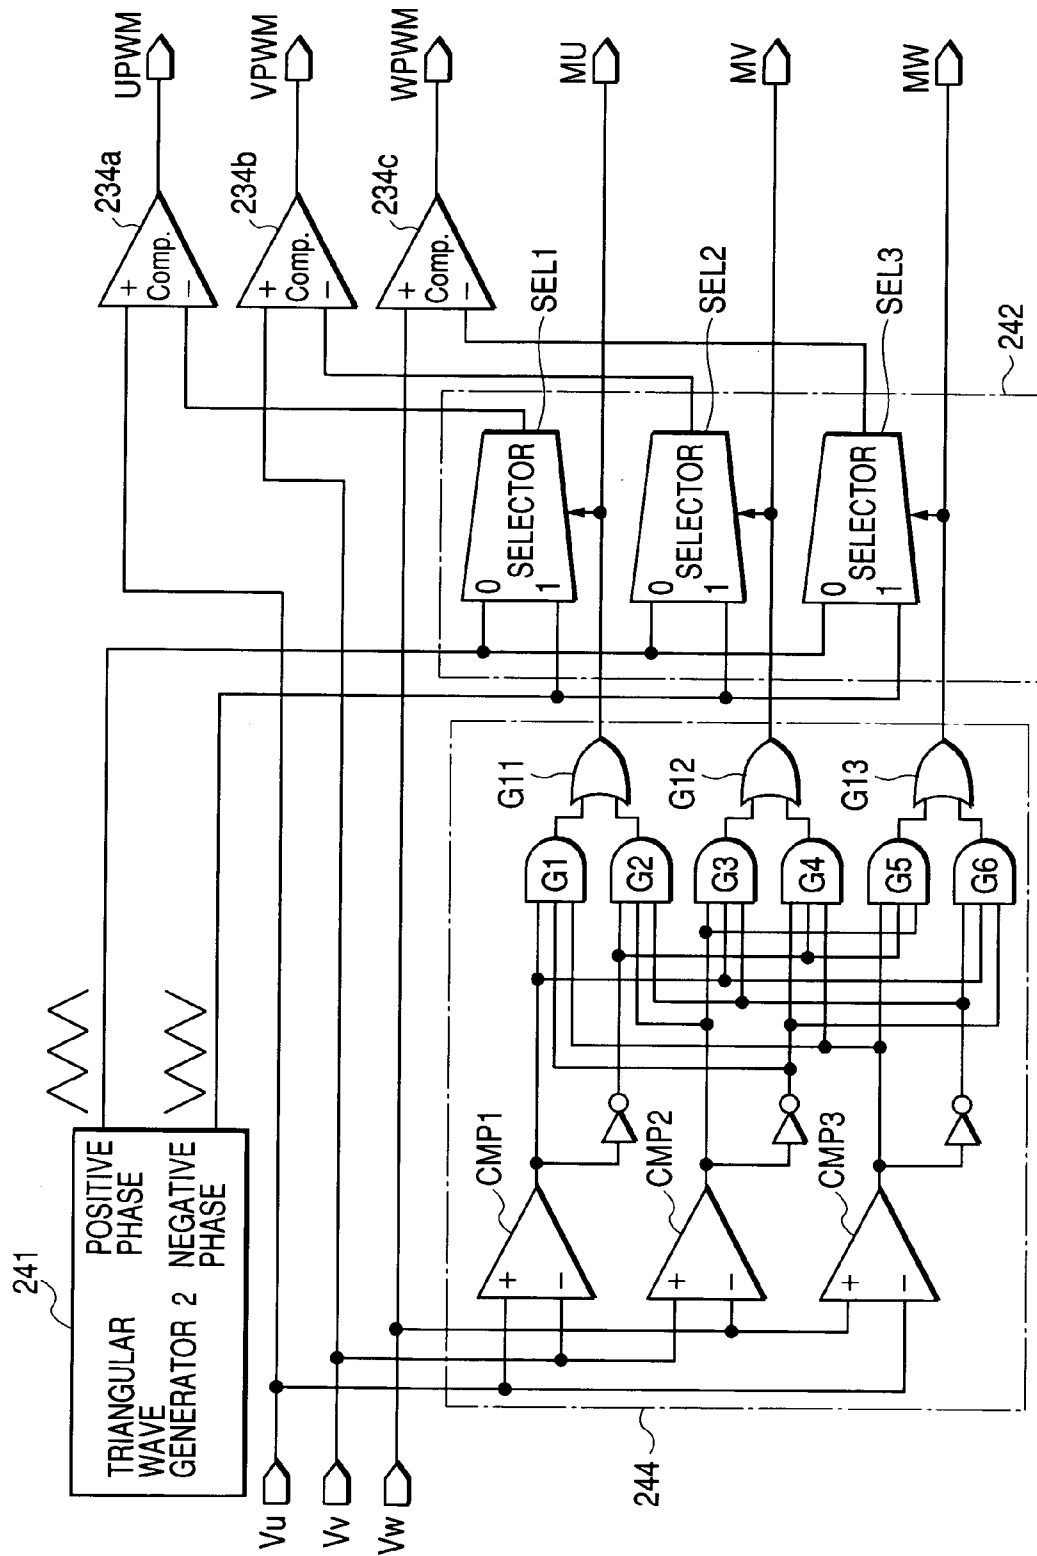 241
TRIANGULAR
WAVE
GENERATOR 2
POSITIVE
PHASE
NEGATIVE
PHASE
Vu
Vv
Vw
234a
+
Comp.
−
UPWM
234b
+
Comp.
−
VPWM
234c
+
Comp.
−
WPWM
244
CMP1
+
−
CMP2
+
−
CMP3
+
−
G1
G2
G3
G4
G5
G6
G11
G12
G13
242
0
1
SELECTOR
SEL1
0
1
SELECTOR
SEL2
0
1
SELECTOR
SEL3
MU
MV
MW